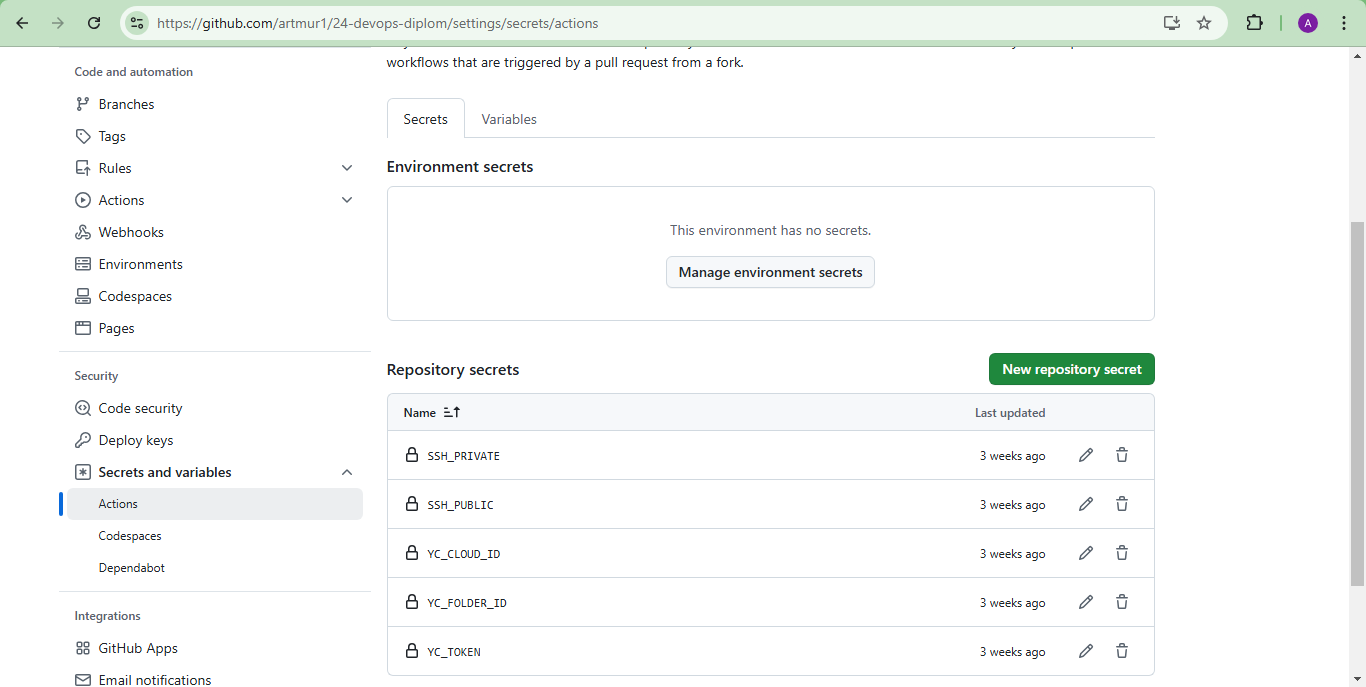 https://github.com/artmur1/24-devops-diplom/settings/secrets/actions
A
workflows that are triggered by a pull request from a fork.
Code and automation
Branches
Tags
Rules
Actions
Webhooks
Environments
Codespaces
Pages
Security
Code security
Deploy keys
Secrets and variables
Actions
Codespaces
Dependabot
Integrations
GitHub Apps
Email notifications
Secrets Variables
Environment secrets
This environment has no secrets.
Manage environment secrets
Repository secrets New repository secret
Name Last updated
SSH_PRIVATE 3 weeks ago
SSH_PUBLIC 3 weeks ago
YC_CLOUD_ID 3 weeks ago
YC_FOLDER_ID 3 weeks ago
YC_TOKEN 3 weeks ago